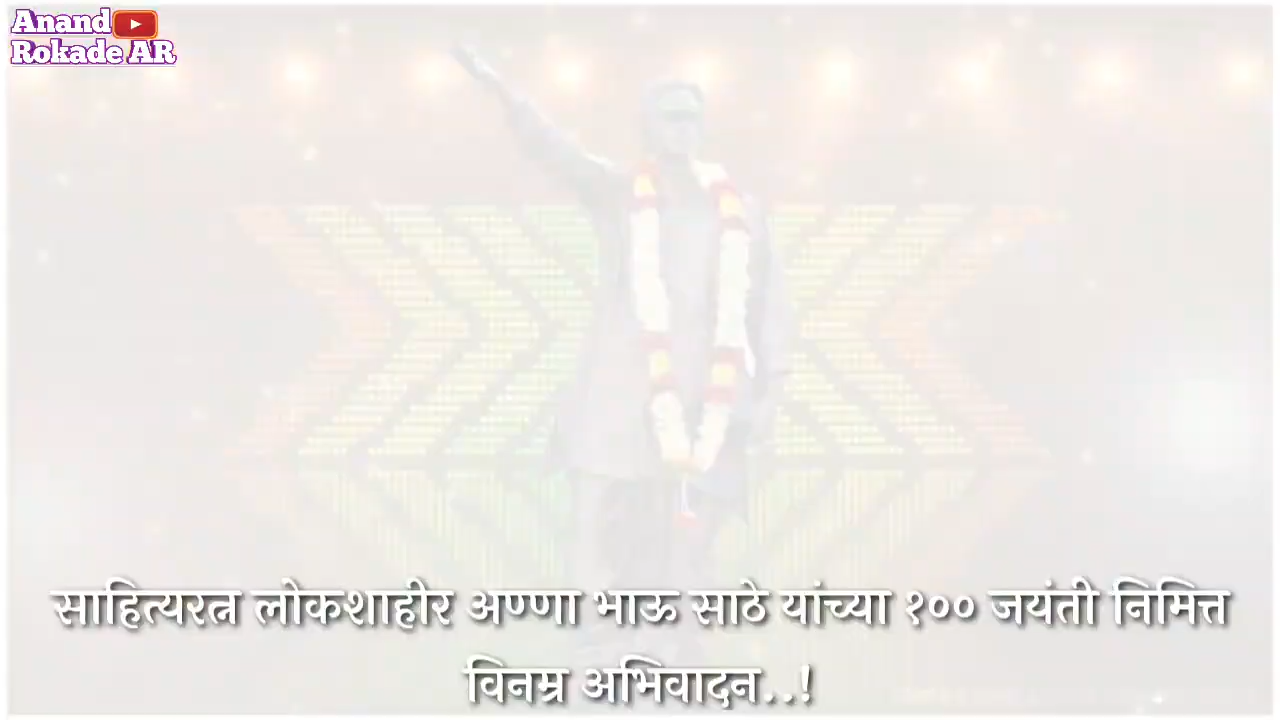 Anand
Rokade AR
साहित्यरत्न लोकशाहीर अण्णा भाऊ साठे यांच्या १०० जयंती निमित्त
विनम्र अभिवादन..!